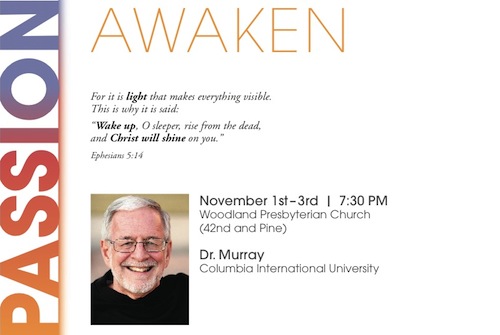 PASSION
AWAKEN
For it is light that makes everything visible.
This is why it is said:
“Wake up, O sleeper, rise from the dead,
and Christ will shine on you.”
Ephesians 5:14
November 1st–3rd | 7:30 PM
Woodland Presbyterian Church
(42nd and Pine)
Dr. Murray
Columbia International University